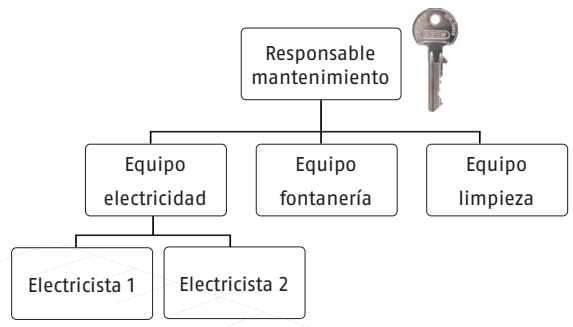 Responsable
mantenimiento
Equipo
electricidad
Equipo
fontanería
Equipo
limpieza
Electricista 1
Electricista 2